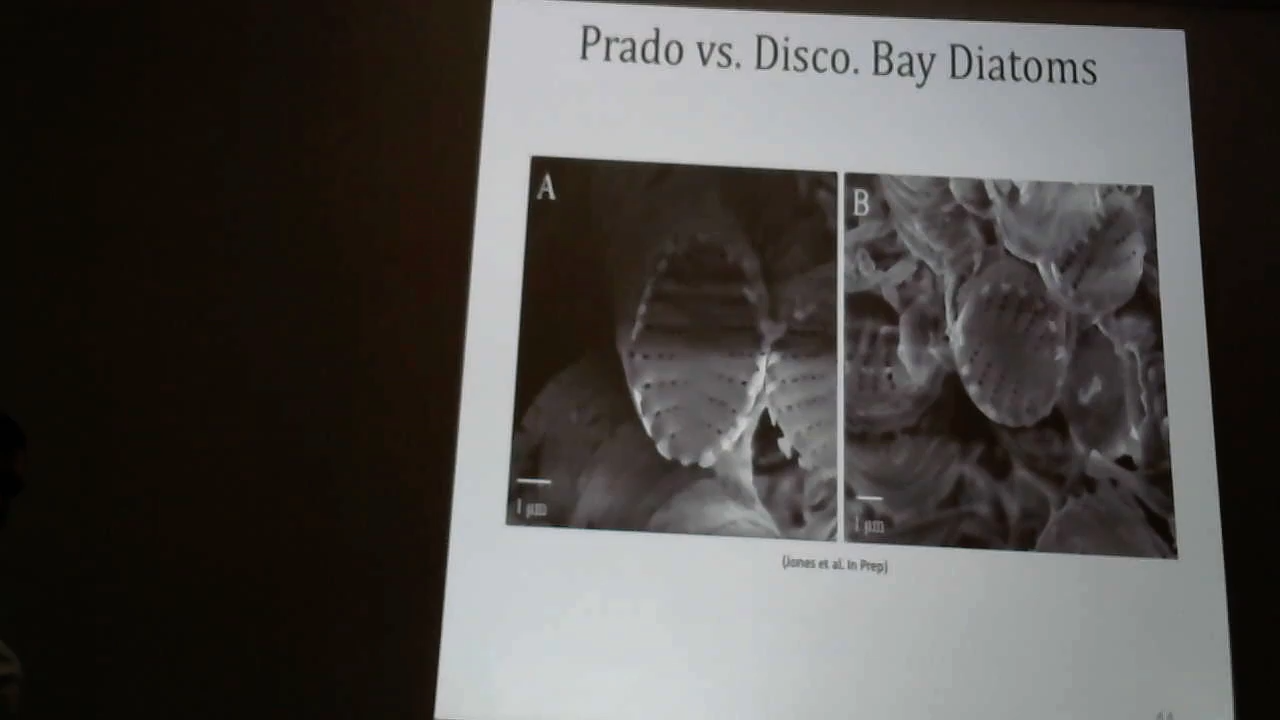 Prado vs. Disco. Bay Diatoms
A
B
1 μm
1 μm
(Jones et al. In Prep)